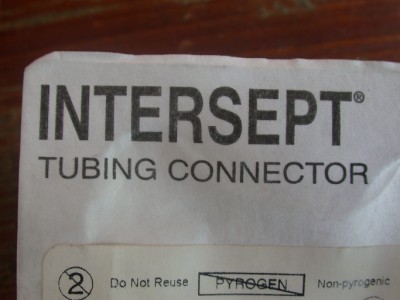 INTERSEPT®
TUBING CONNECTOR
2 Do Not Reuse PYROGEN Non-pyrogenic